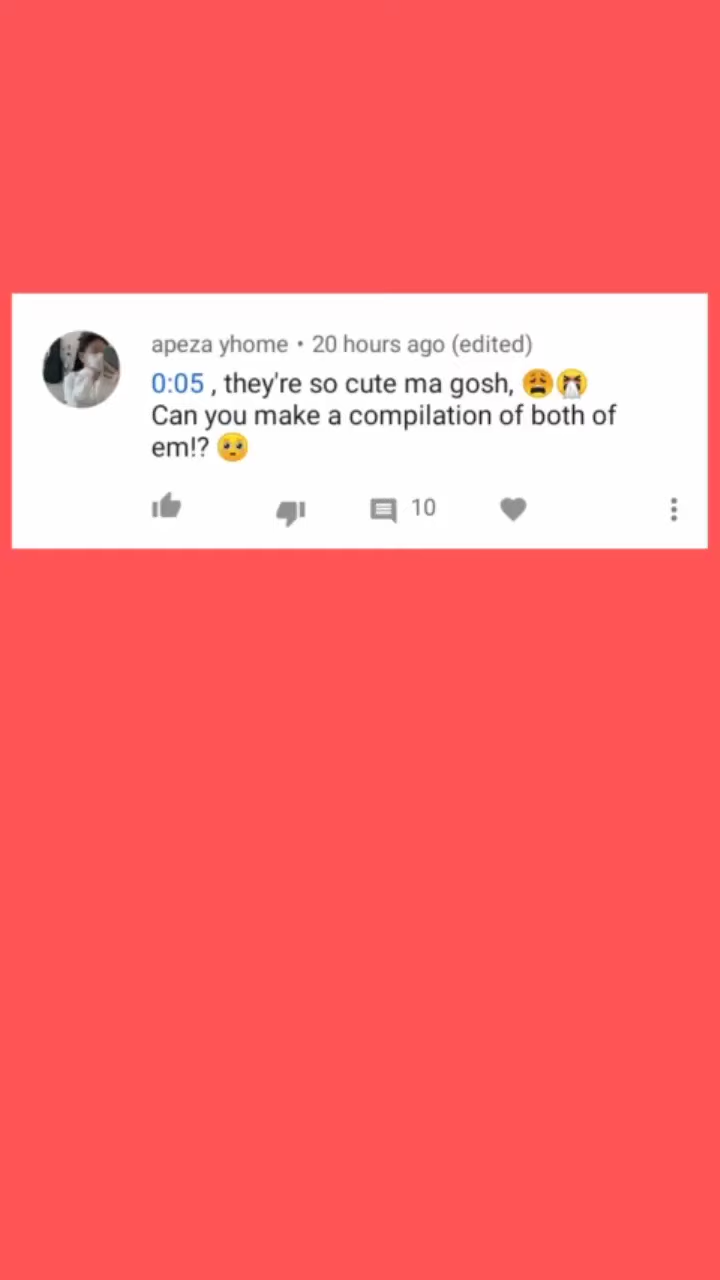 apeza yhome • 20 hours ago (edited)
0:05 , they're so cute ma gosh, 😩🤧
Can you make a compilation of both of
em!? 🥺
10